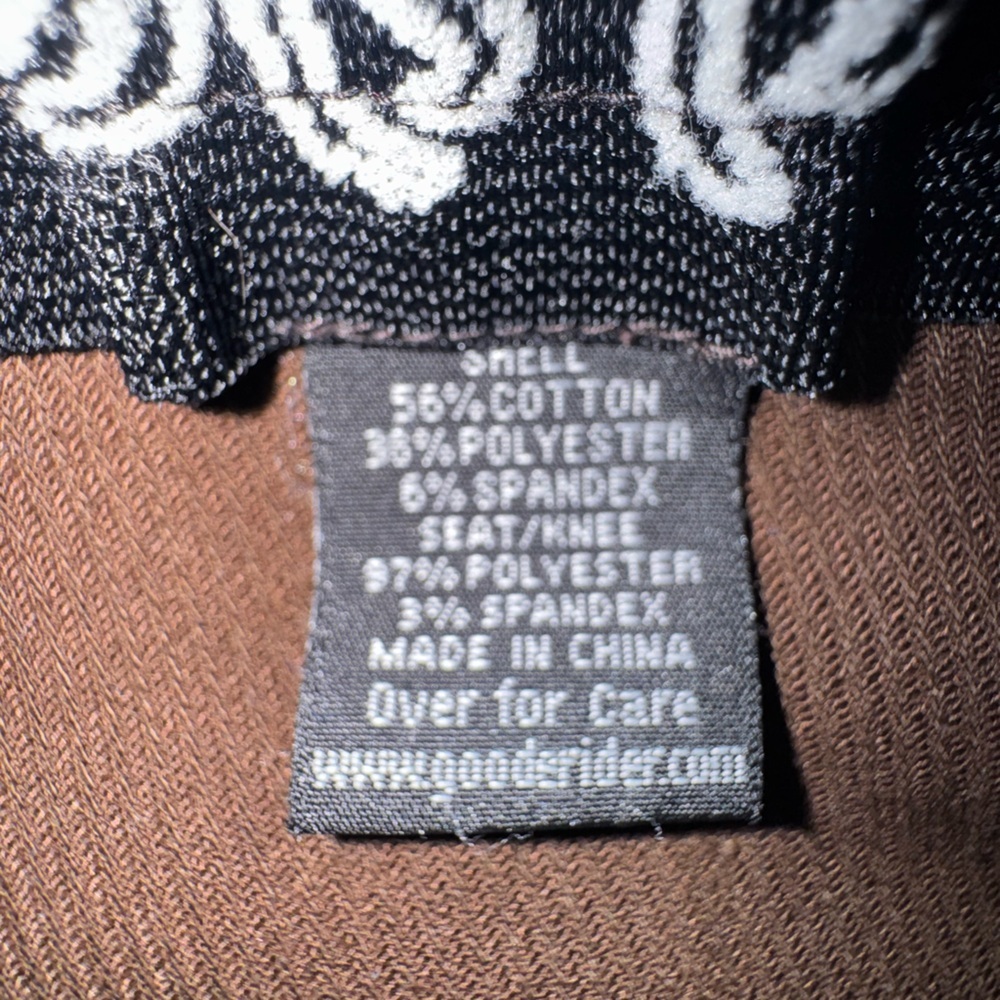 SHELL
56% COTTON
38% POLYESTER
6% SPANDEX
SEAT/KNEE
97% POLYESTER
3% SPANDEX
MADE IN CHINA
Over for Care
www.goodsrider.com